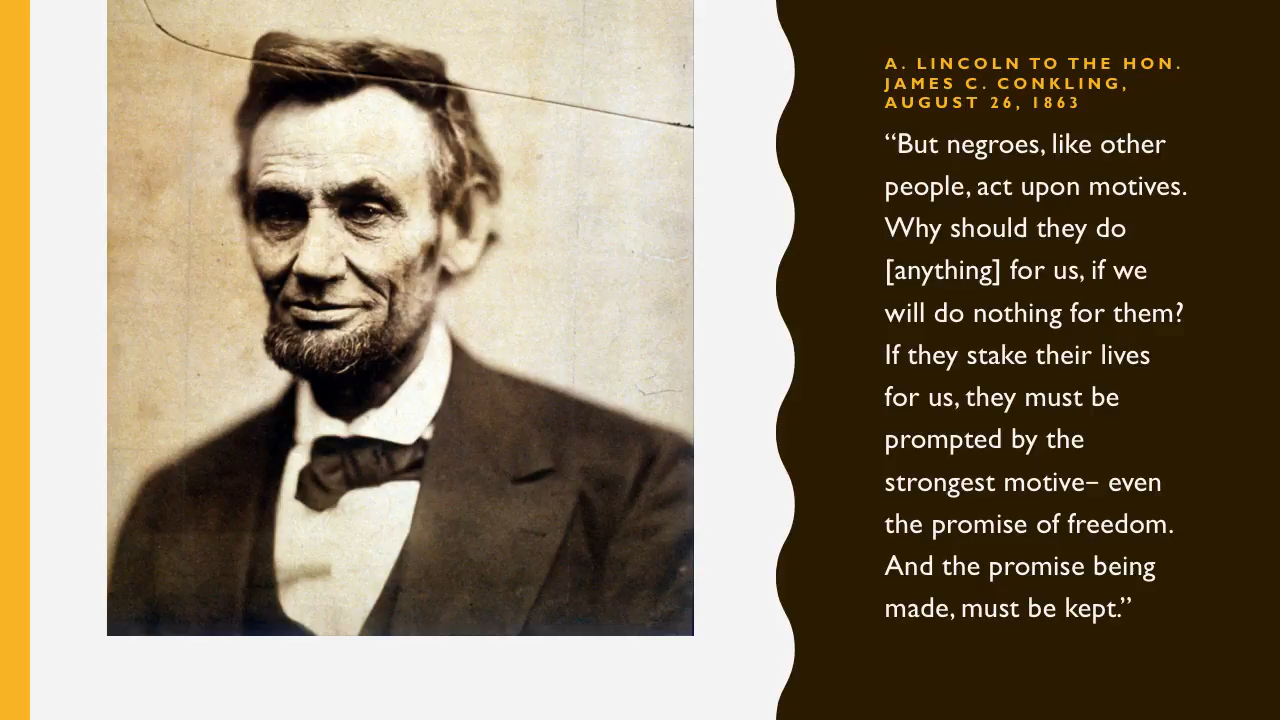 A. LINCOLN TO THE HON.
JAMES C. CONKLING,
AUGUST 26, 1863
“But negroes, like other
people, act upon motives.
Why should they do
[anything] for us, if we
will do nothing for them?
If they stake their lives
for us, they must be
prompted by the
strongest motive– even
the promise of freedom.
And the promise being
made, must be kept.”